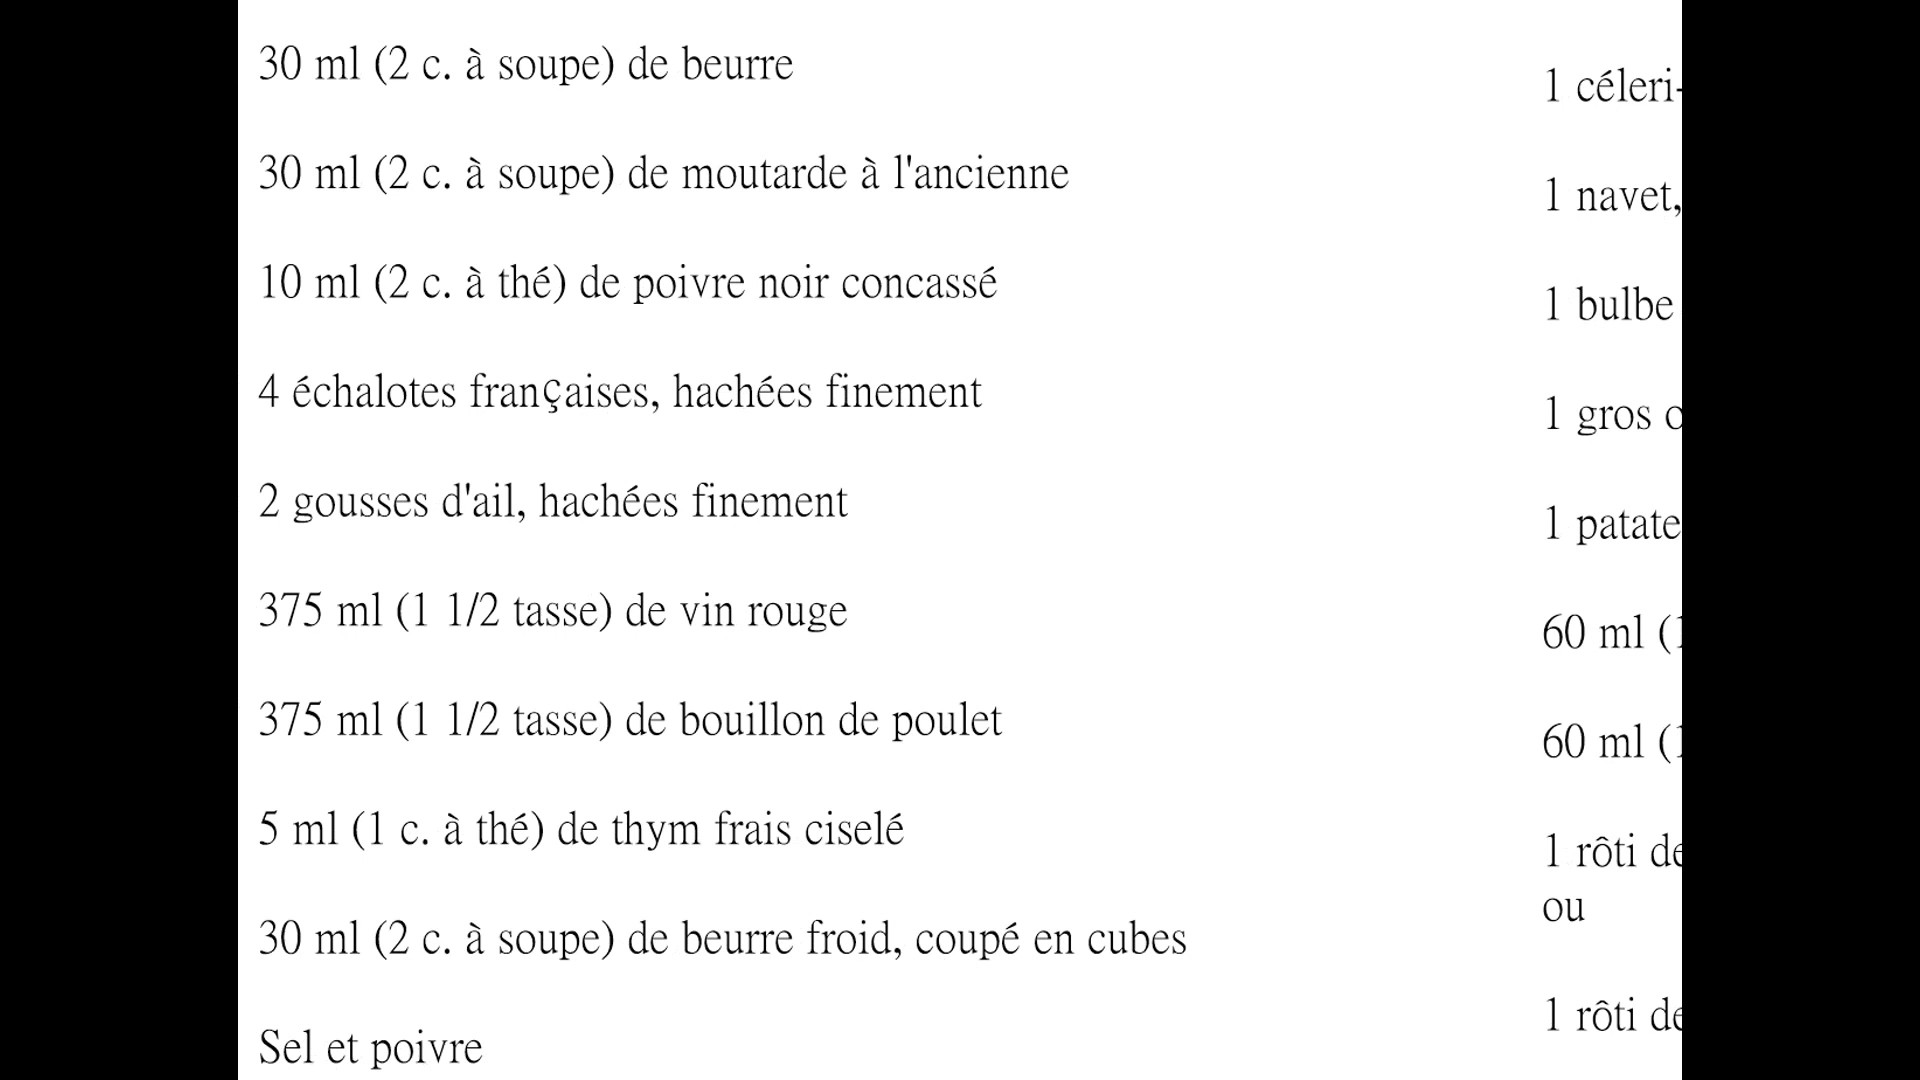 30 ml (2 c. à soupe) de beurre
30 ml (2 c. à soupe) de moutarde à l'ancienne
10 ml (2 c. à thé) de poivre noir concassé
4 échalotes françaises, hachées finement
2 gousses d'ail, hachées finement
375 ml (1 1/2 tasse) de vin rouge
375 ml (1 1/2 tasse) de bouillon de poulet
5 ml (1 c. à thé) de thym frais ciselé
30 ml (2 c. à soupe) de beurre froid, coupé en cubes
Sel et poivre
1 céleri-
1 navet,
1 bulbe
1 gros
1 patate
60 ml (1
60 ml (1
1 rôti de
ou
1 rôti de